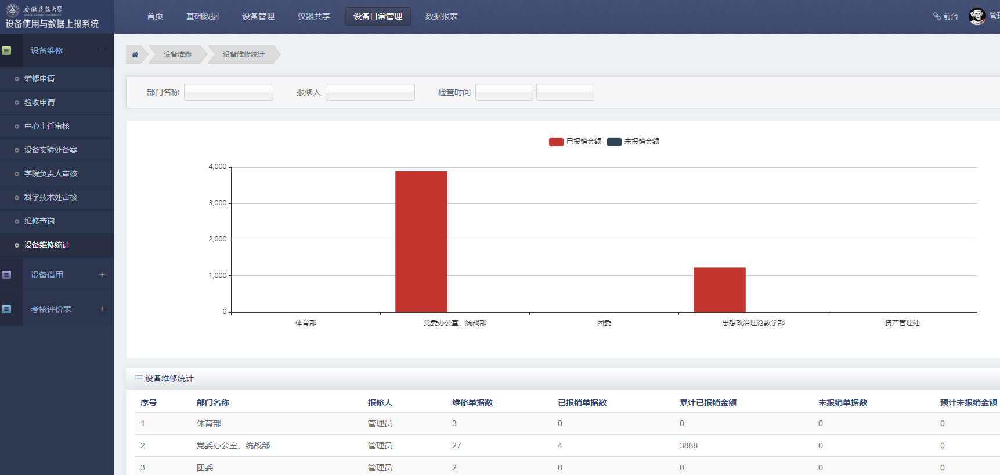 安徽建筑大学
ANHUI JIANZHU UNIVERSITY
设备使用与数据上报系统
首页 基础数据 设备管理 仪器共享 设备日常管理 数据报表
前台
管理
设备维修
维修申请
验收申请
中心主任审核
设备实验处备案
学院负责人审核
科学技术处审核
维修查询
设备维修统计
设备借用
考核评价表
设备维修 设备维修统计
部门名称 报修人 检查时间 -
已报销金额 未报销金额
4,000
3,000
2,000
1,000
0
体育部 党委办公室、统战部 团委 思想政治理论教学部 资产管理处
设备维修统计
序号 部门名称 报修人 维修单据数 已报销单据数 累计已报销金额 未报销单据数 预计未报销金额
1 体育部 管理员 3 0 0 0 0
2 党委办公室、统战部 管理员 27 4 3888 0 0
3 团委 管理员 2 0 0 0 0